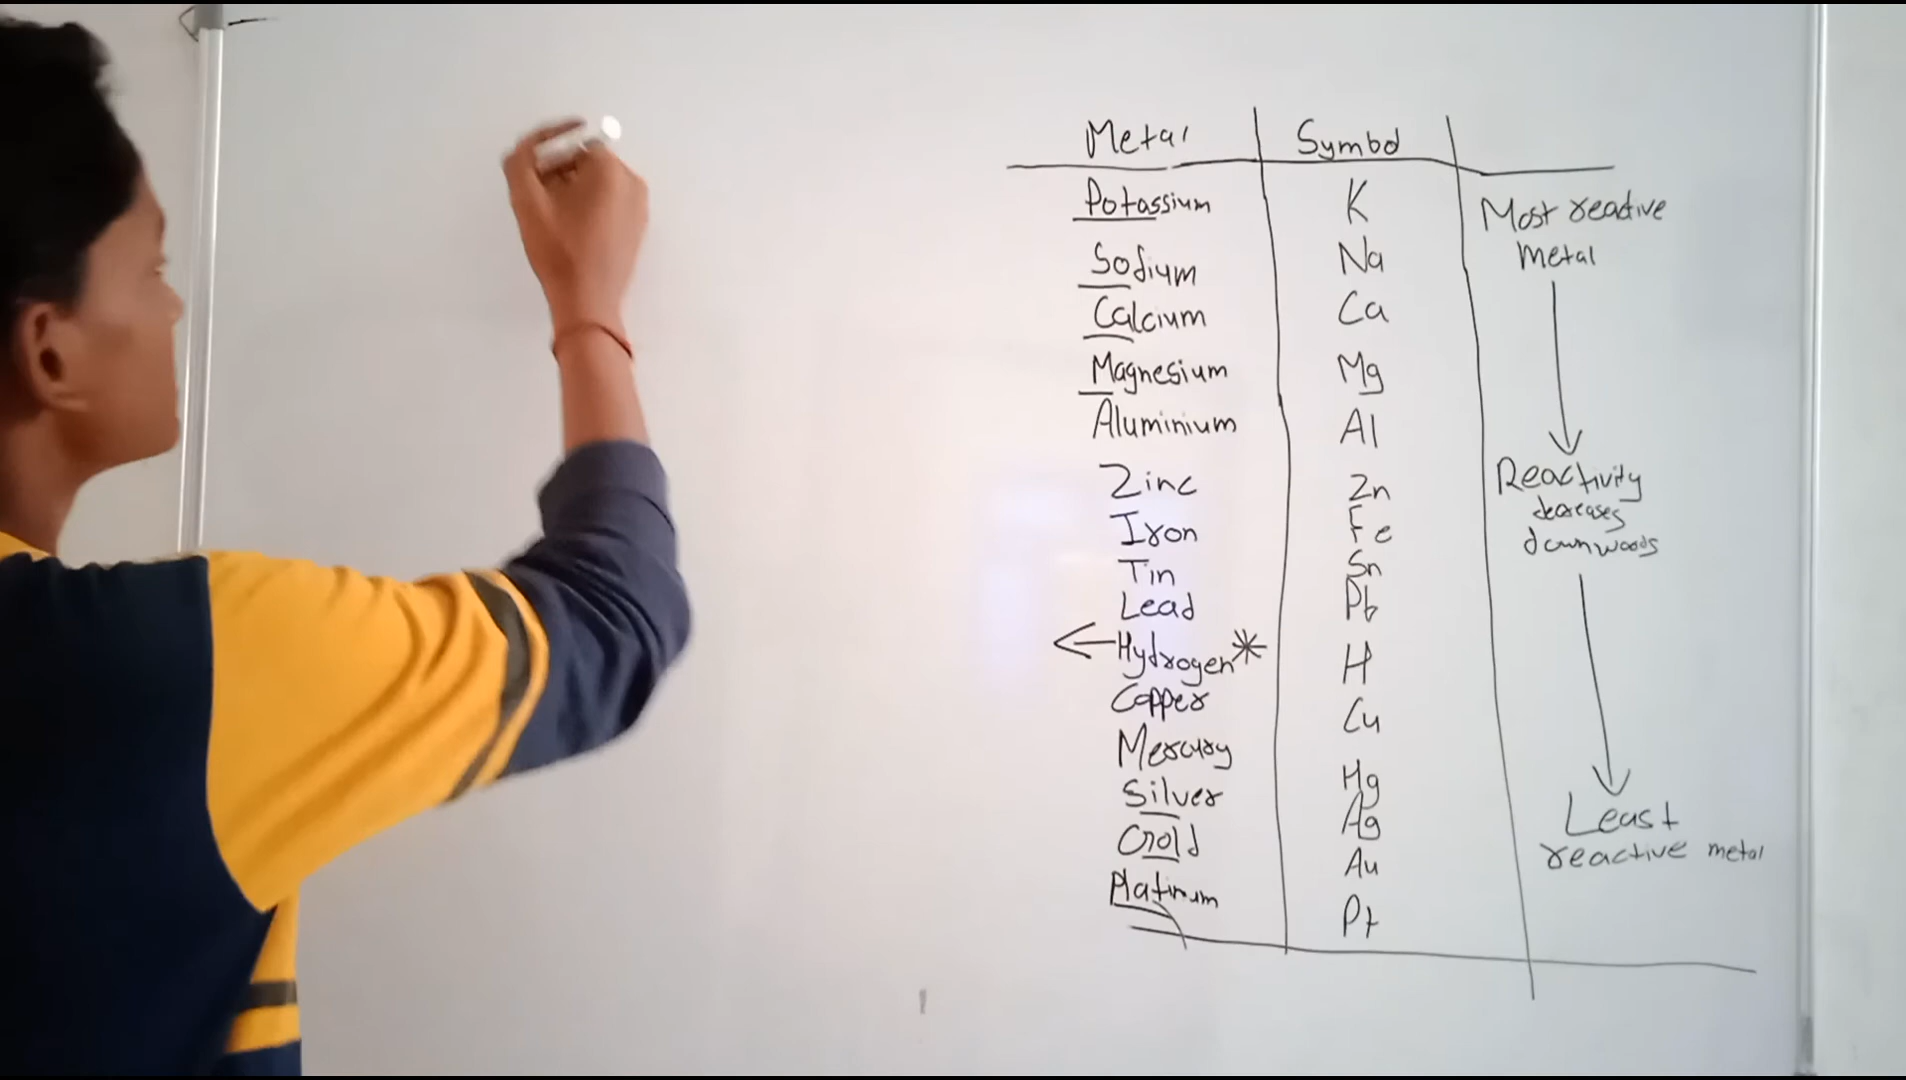 Metal Symbol
Potassium K Most reactive
metal
Sodium Na
Calcium Ca
Magnesium Mg
Aluminium Al
Zinc Zn Reactivity
decreases
Iron Fe downwords
Tin Sn
Lead Pb
Hydrogen* H
Copper Cu
Mercury Hg
Silver Ag Least
reactive metal
Gold Au
Platinum Pt